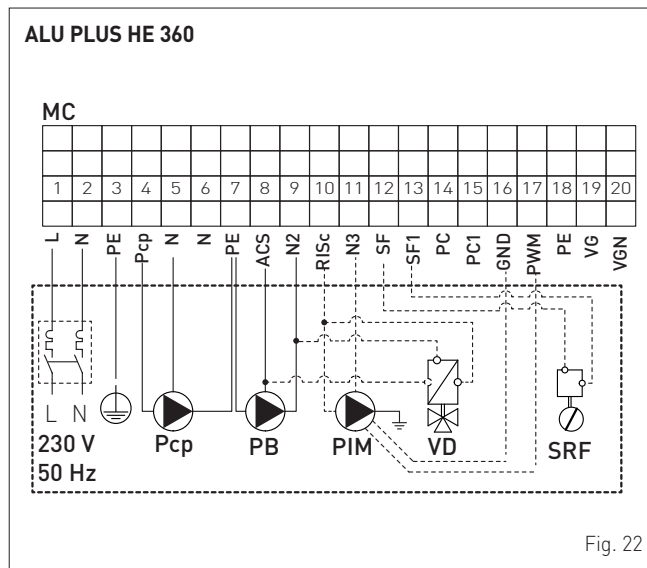 ALU PLUS HE 360
MC
1 2 3 4 5 6 7 8 9 10 11 12 13 14 15 16 17 18 19 20
L N PE Pcp N N PE ACS N2 RISc N3 SF SF1 PC PC1 GND PWM PE VG VGN
L N
230 V
50 Hz
Pcp PB PIM VD SRF
Fig. 22